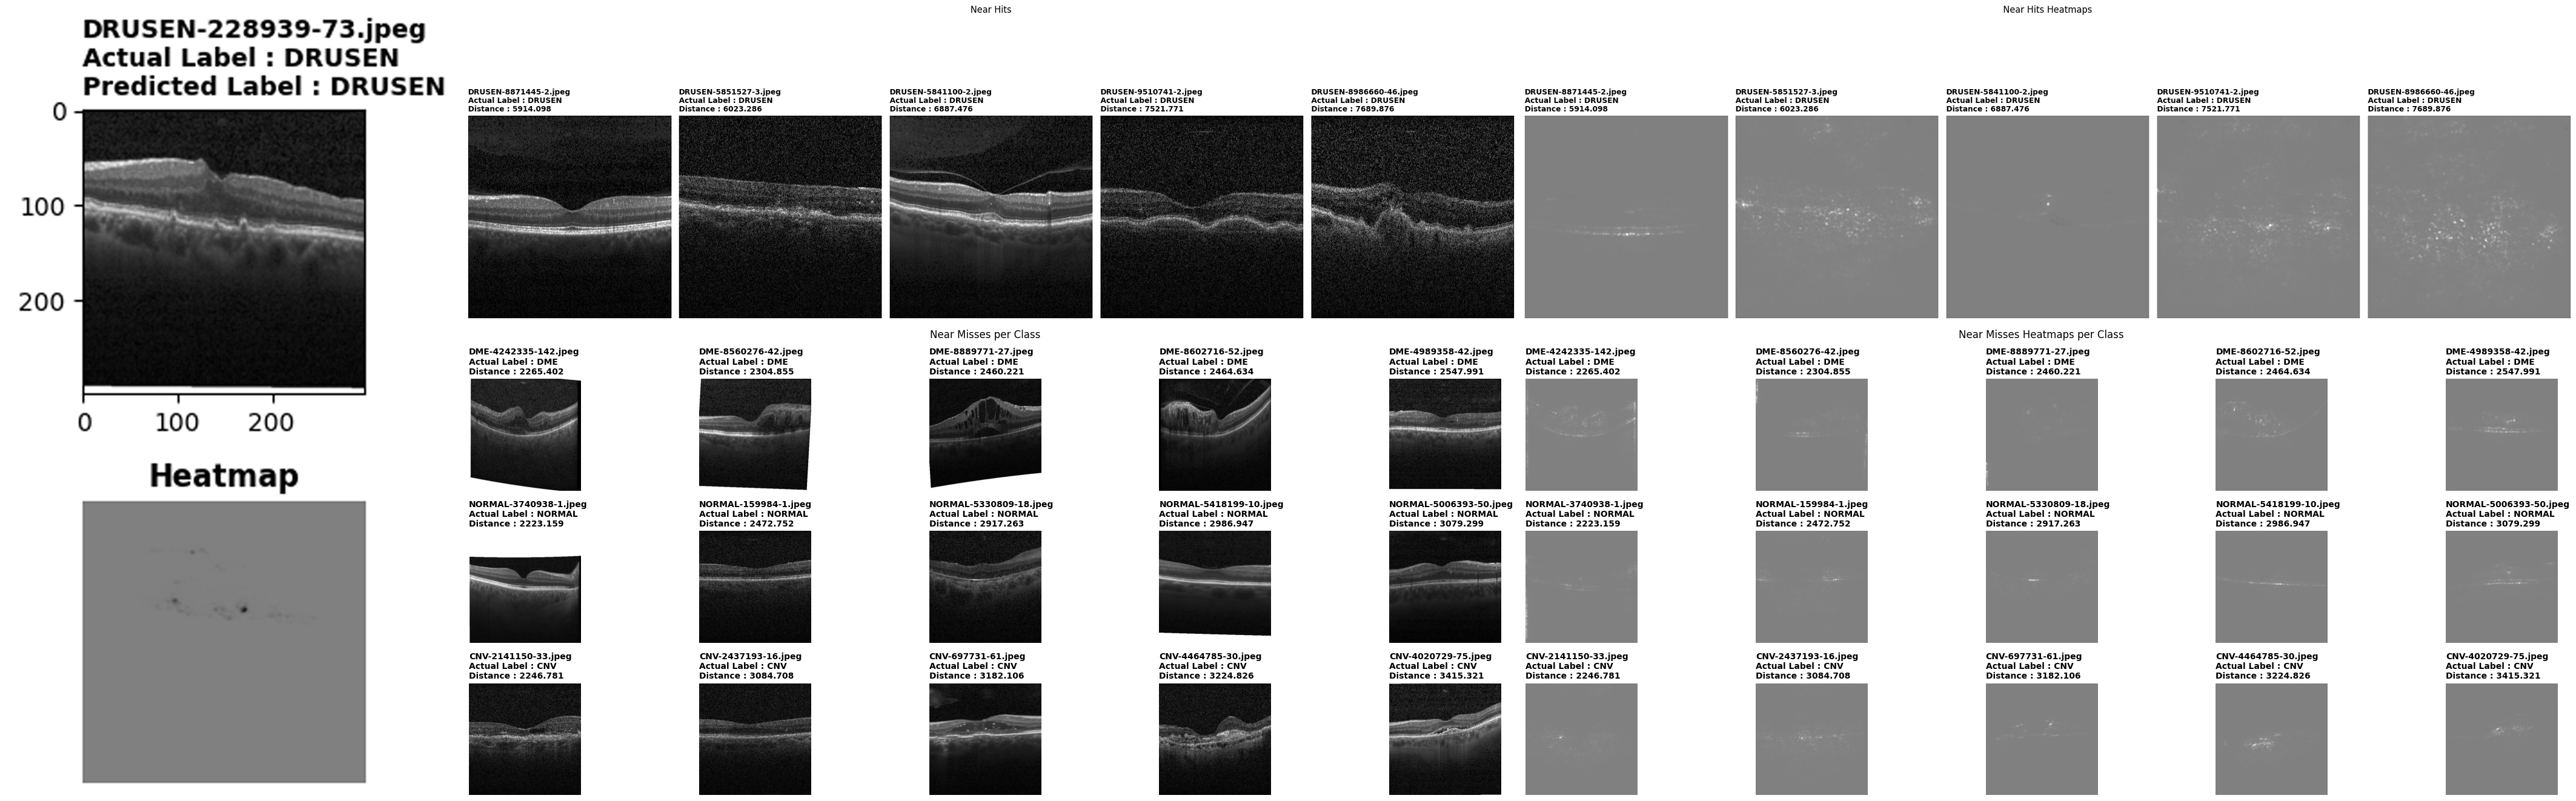 DRUSEN-228939-73.jpeg
Actual Label : DRUSEN
Predicted Label : DRUSEN
0
100
200
0
100
200
Heatmap
Near Hits
DRUSEN-8871445-2.jpeg
Actual Label : DRUSEN
Distance : 5914.098
DRUSEN-5851527-3.jpeg
Actual Label : DRUSEN
Distance : 6023.286
DRUSEN-5841100-2.jpeg
Actual Label : DRUSEN
Distance : 6887.476
DRUSEN-9510741-2.jpeg
Actual Label : DRUSEN
Distance : 7521.771
DRUSEN-8986660-46.jpeg
Actual Label : DRUSEN
Distance : 7689.876
Near Hits Heatmaps
DRUSEN-8871445-2.jpeg
Actual Label : DRUSEN
Distance : 5914.098
DRUSEN-5851527-3.jpeg
Actual Label : DRUSEN
Distance : 6023.286
DRUSEN-5841100-2.jpeg
Actual Label : DRUSEN
Distance : 6887.476
DRUSEN-9510741-2.jpeg
Actual Label : DRUSEN
Distance : 7521.771
DRUSEN-8986660-46.jpeg
Actual Label : DRUSEN
Distance : 7689.876
Near Misses per Class
DME-4242335-142.jpeg
Actual Label : DME
Distance : 2265.402
DME-8560276-42.jpeg
Actual Label : DME
Distance : 2304.855
DME-8889771-27.jpeg
Actual Label : DME
Distance : 2460.221
DME-8602716-52.jpeg
Actual Label : DME
Distance : 2464.634
DME-4989358-42.jpeg
Actual Label : DME
Distance : 2547.991
NORMAL-3740938-1.jpeg
Actual Label : NORMAL
Distance : 2223.159
NORMAL-159984-1.jpeg
Actual Label : NORMAL
Distance : 2472.752
NORMAL-5330809-18.jpeg
Actual Label : NORMAL
Distance : 2917.263
NORMAL-5418199-10.jpeg
Actual Label : NORMAL
Distance : 2986.947
NORMAL-5006393-50.jpeg
Actual Label : NORMAL
Distance : 3079.299
CNV-2141150-33.jpeg
Actual Label : CNV
Distance : 2246.781
CNV-2437193-16.jpeg
Actual Label : CNV
Distance : 3084.708
CNV-697731-61.jpeg
Actual Label : CNV
Distance : 3182.106
CNV-4464785-30.jpeg
Actual Label : CNV
Distance : 3224.826
CNV-4020729-75.jpeg
Actual Label : CNV
Distance : 3415.321
Near Misses Heatmaps per Class
DME-4242335-142.jpeg
Actual Label : DME
Distance : 2265.402
DME-8560276-42.jpeg
Actual Label : DME
Distance : 2304.855
DME-8889771-27.jpeg
Actual Label : DME
Distance : 2460.221
DME-8602716-52.jpeg
Actual Label : DME
Distance : 2464.634
DME-4989358-42.jpeg
Actual Label : DME
Distance : 2547.991
NORMAL-3740938-1.jpeg
Actual Label : NORMAL
Distance : 2223.159
NORMAL-159984-1.jpeg
Actual Label : NORMAL
Distance : 2472.752
NORMAL-5330809-18.jpeg
Actual Label : NORMAL
Distance : 2917.263
NORMAL-5418199-10.jpeg
Actual Label : NORMAL
Distance : 2986.947
NORMAL-5006393-50.jpeg
Actual Label : NORMAL
Distance : 3079.299
CNV-2141150-33.jpeg
Actual Label : CNV
Distance : 2246.781
CNV-2437193-16.jpeg
Actual Label : CNV
Distance : 3084.708
CNV-697731-61.jpeg
Actual Label : CNV
Distance : 3182.106
CNV-4464785-30.jpeg
Actual Label : CNV
Distance : 3224.826
CNV-4020729-75.jpeg
Actual Label : CNV
Distance : 3415.321